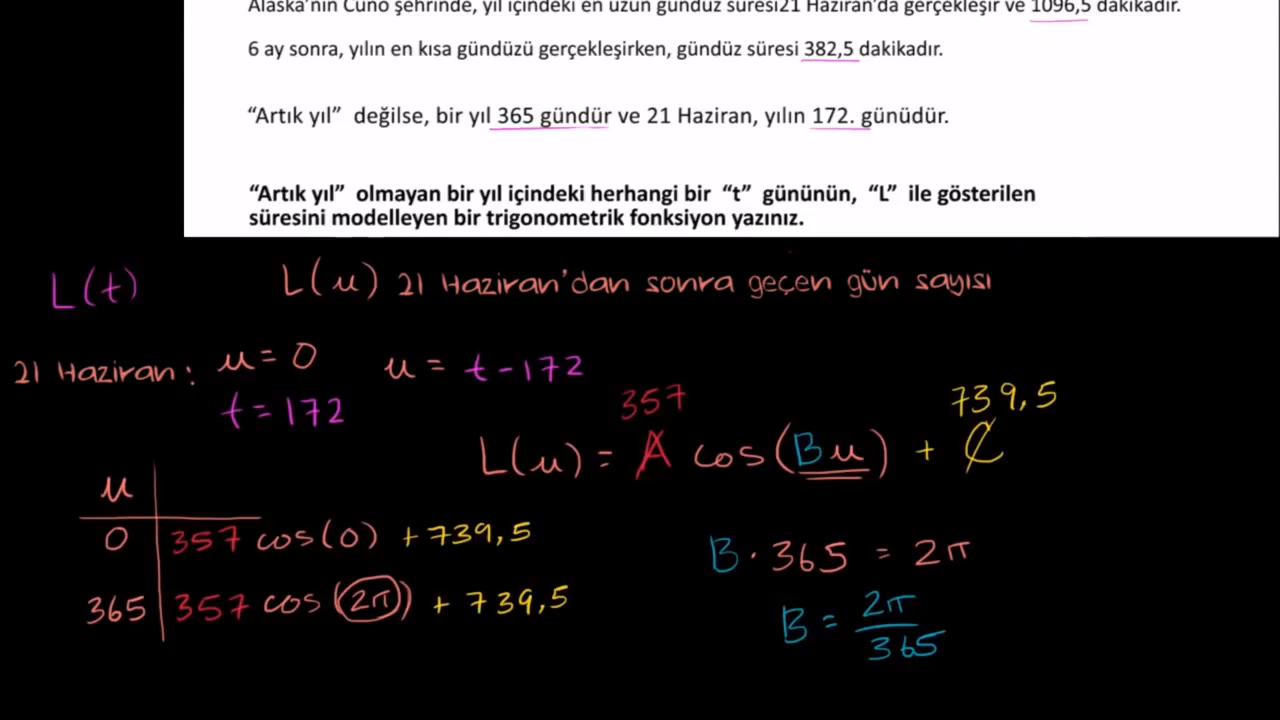 Alaska'nın Cuno şehrinde, yıl içindeki en uzun gündüz süresi21 Haziran'da gerçekleşir ve 1096,5 dakikadır.
6 ay sonra, yılın en kısa gündüzü gerçekleşirken, gündüz süresi 382,5 dakikadır.
“Artık yıl” değilse, bir yıl 365 gündür ve 21 Haziran, yılın 172. günüdür.
“Artık yıl” olmayan bir yıl içindeki herhangi bir “t” gününün, “L” ile gösterilen
süresini modelleyen bir trigonometrik fonksiyon yazınız.
L(t) L(u) 21 Haziran'dan sonra geçen gün sayısı
21 Haziran: u = 0 u = t - 172
t = 172
357 739,5
L(u) = A cos(Bu) + C
u
0 357 cos(0) + 739,5
B · 365 = 2π
365 357 cos(2π) + 739,5
B = 2π/365